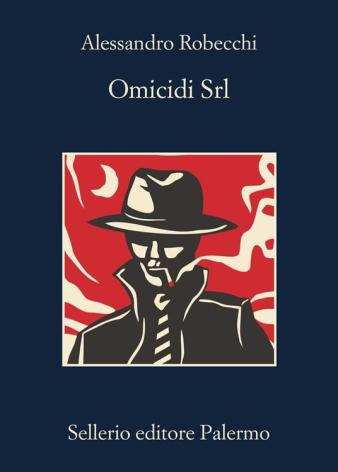 Alessandro Robecchi
Omicidi Srl
Sellerio editore Palermo